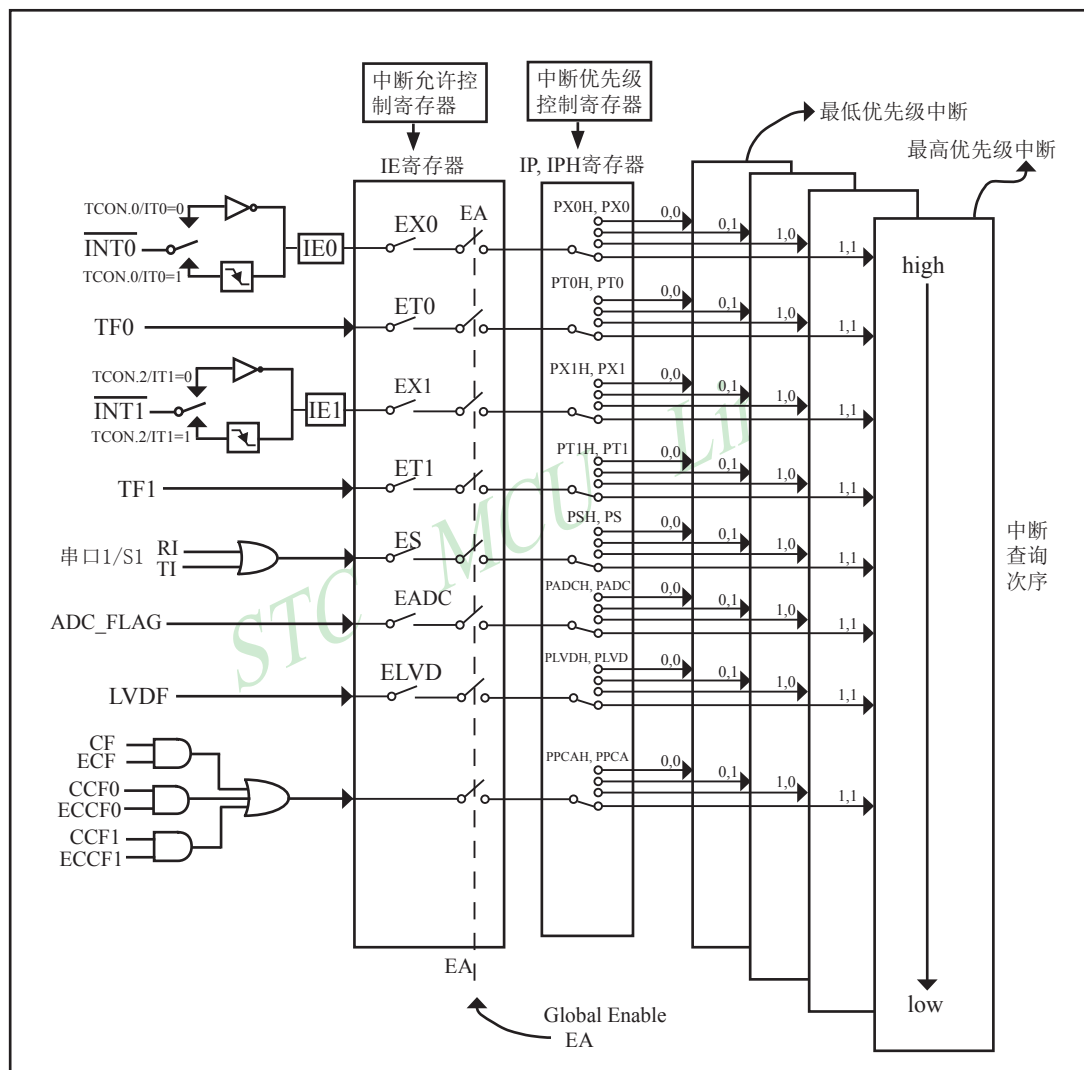 中断允许控
制寄存器
中断优先级
控制寄存器
最低优先级中断
最高优先级中断
IE寄存器
IP, IPH寄存器
TCON.0/IT0=0
INT0
TCON.0/IT0=1
IE0
EX0
EA
PX0H, PX0
0,0
0,1
1,0
1,1
high
TF0
ET0
PT0H, PT0
0,0
0,1
1,0
1,1
TCON.2/IT1=0
INT1
TCON.2/IT1=1
IE1
EX1
PX1H, PX1
0,0
0,1
1,0
1,1
TF1
ET1
PT1H, PT1
0,0
0,1
1,0
1,1
串口1/S1
RI
TI
ES
PSH, PS
0,0
0,1
1,0
1,1
中断
查询
次序
ADC_FLAG
EADC
PADCH, PADC
0,0
0,1
1,0
1,1
LVDF
ELVD
PLVDH, PLVD
0,0
0,1
1,0
1,1
CF
ECF
CCF0
ECCF0
CCF1
ECCF1
PPCAH, PPCA
0,0
0,1
1,0
1,1
EA
Global Enable
EA
low
STC MCU